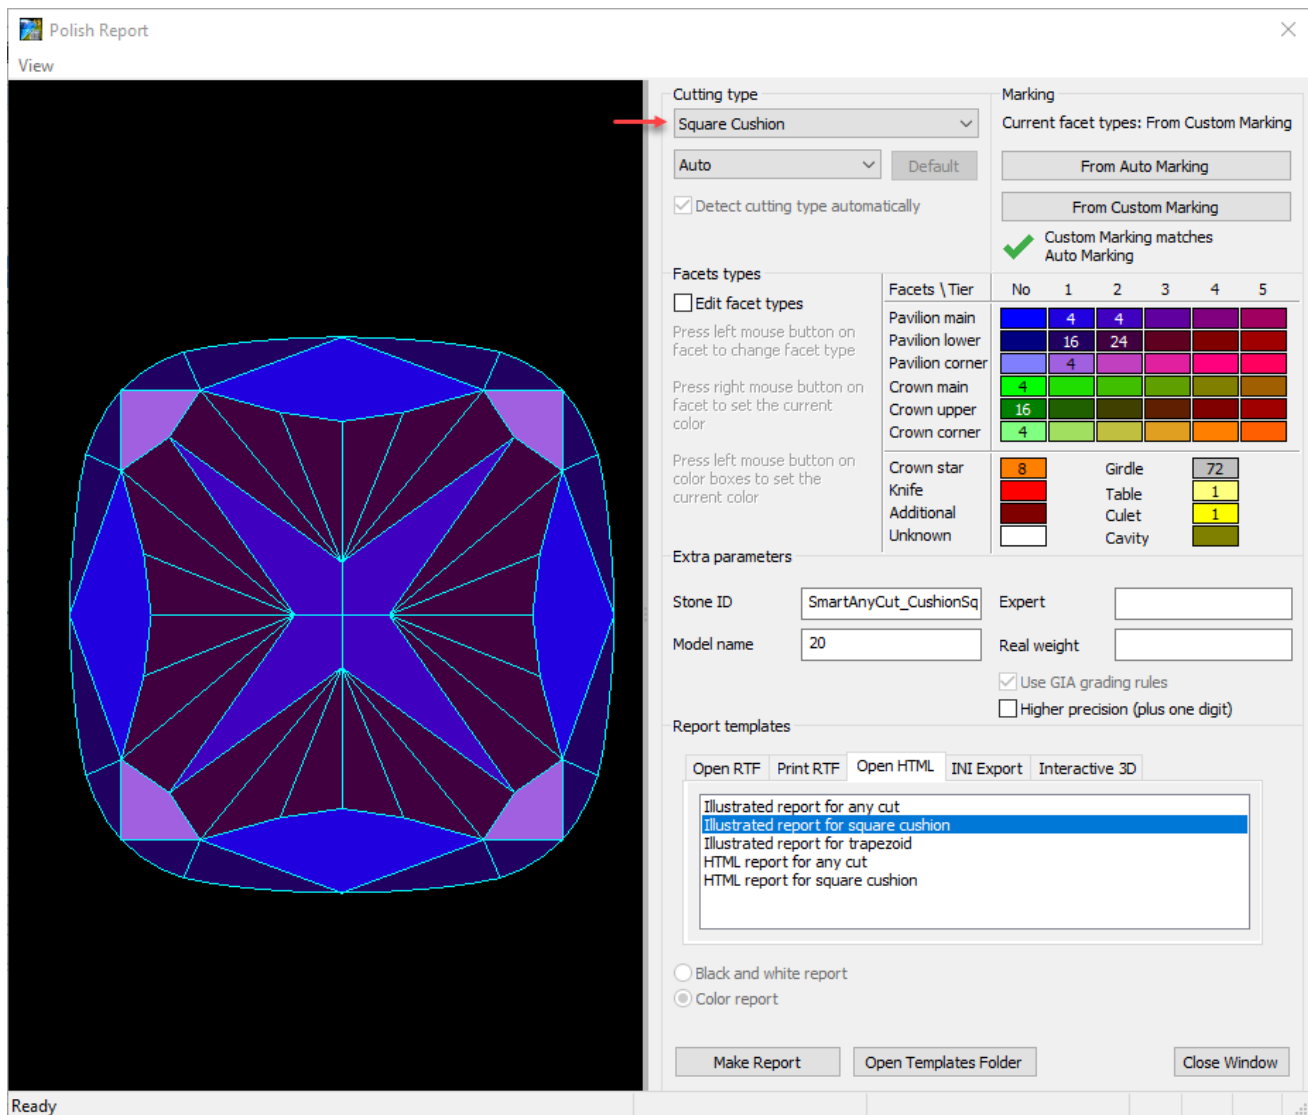 Polish Report
View
Cutting type
Square Cushion
Auto
Default
Detect cutting type automatically
Marking
Current facet types: From Custom Marking
From Auto Marking
From Custom Marking
Custom Marking matches
Auto Marking
Facets types
Edit facet types
Press left mouse button on
facet to change facet type
Press right mouse button on
facet to set the current
color
Press left mouse button on
color boxes to set the
current color
Facets \ Tier No 1 2 3 4 5
Pavilion main 4 4
Pavilion lower 16 24
Pavilion corner 4
Crown main 4
Crown upper 16
Crown corner 4
Crown star 8 Girdle 72
Knife Table 1
Additional Culet 1
Unknown Cavity
Extra parameters
Stone ID SmartAnyCut_CushionSq Expert
Model name 20 Real weight
Use GIA grading rules
Higher precision (plus one digit)
Report templates
Open RTF Print RTF Open HTML INI Export Interactive 3D
Illustrated report for any cut
Illustrated report for square cushion
Illustrated report for trapezoid
HTML report for any cut
HTML report for square cushion
Black and white report
Color report
Make Report Open Templates Folder Close Window
Ready